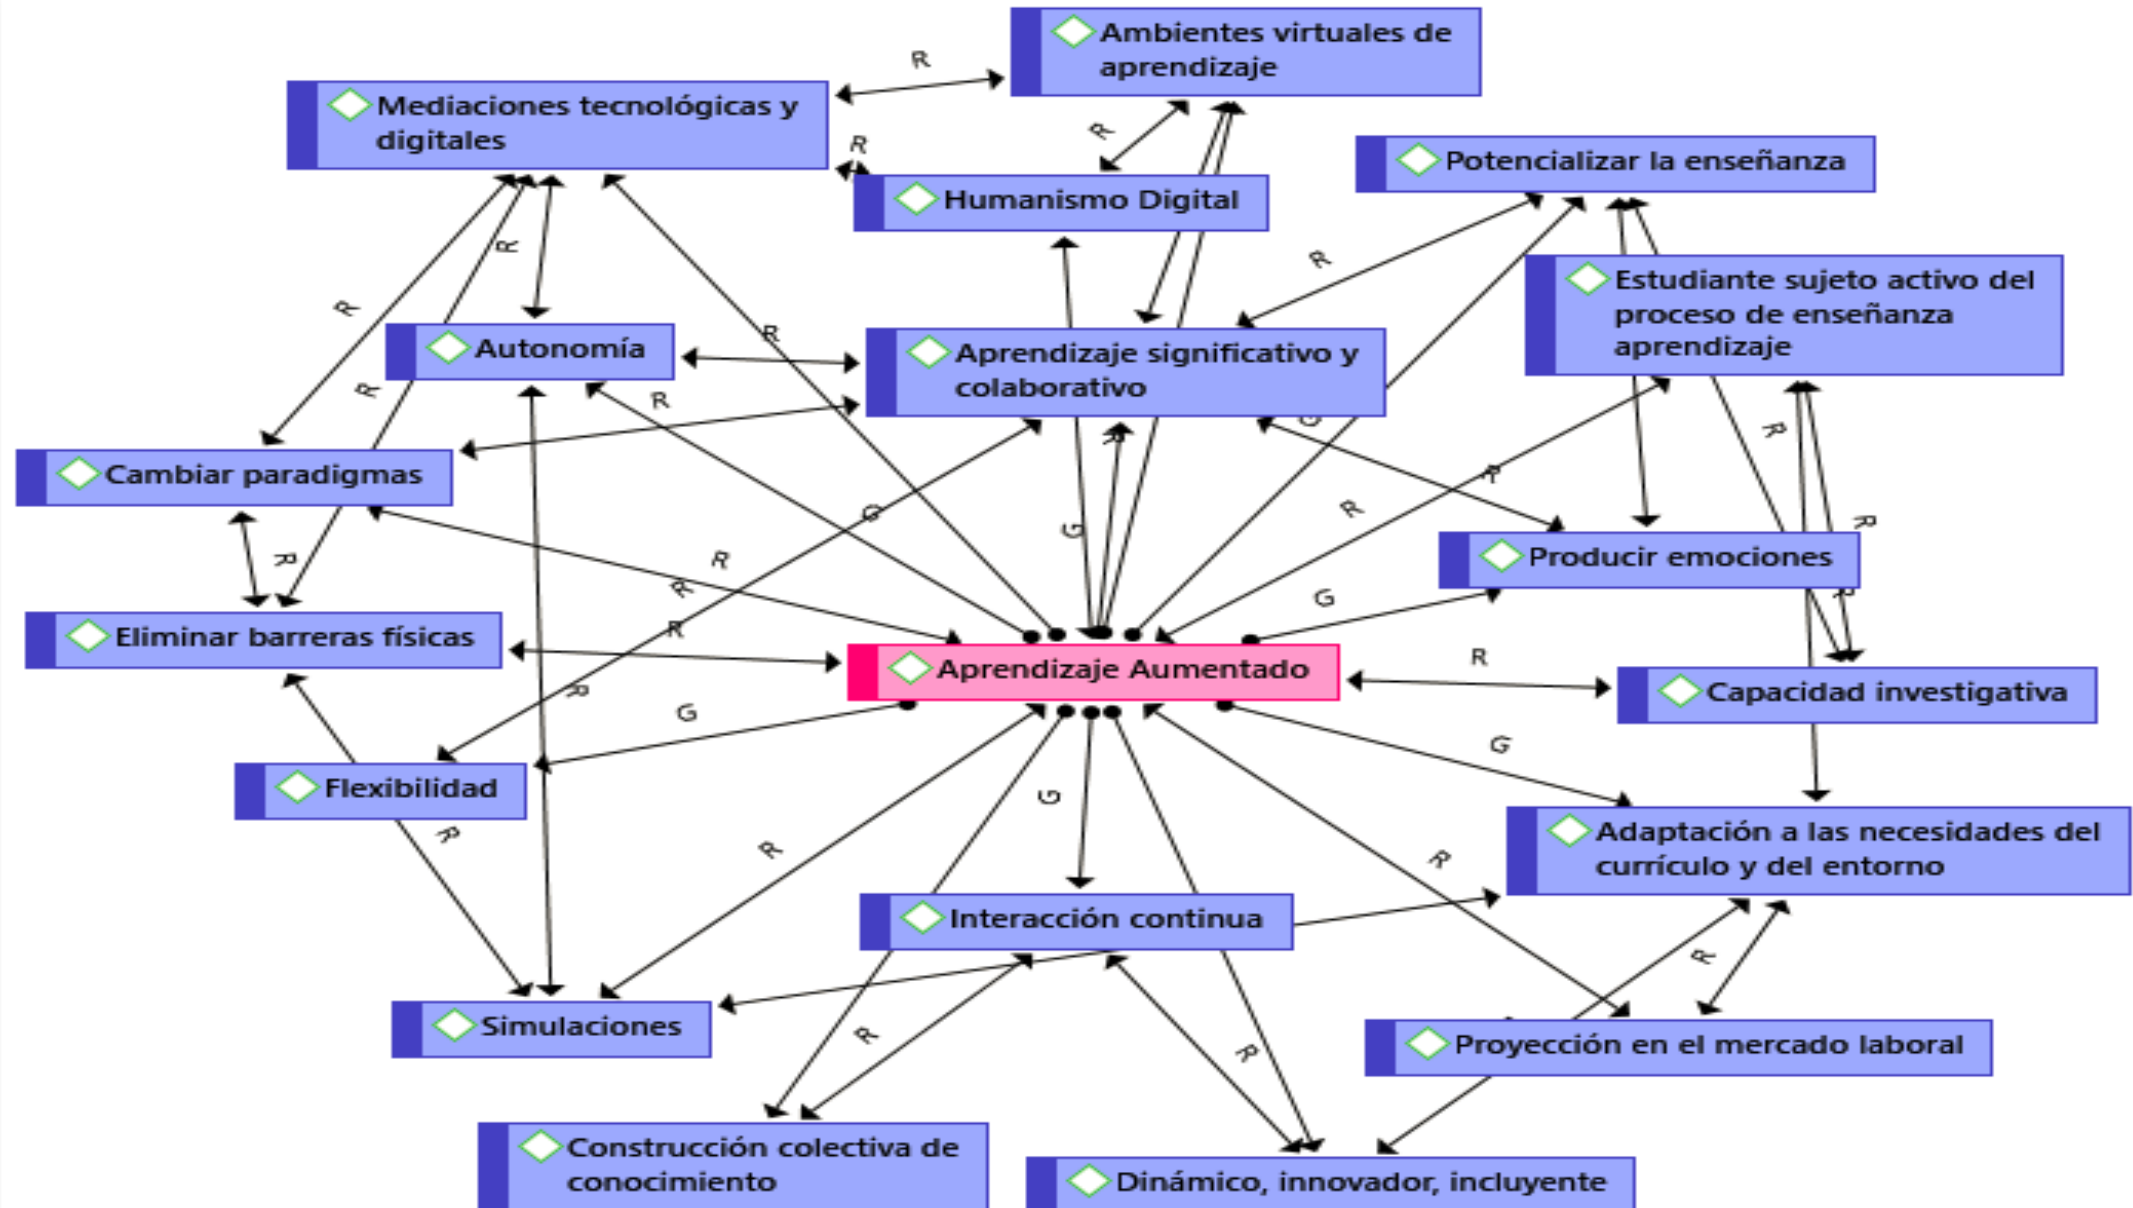 Ambientes virtuales de
aprendizaje
R
Mediaciones tecnológicas y
digitales
R
R
Humanismo Digital
Potencializar la enseñanza
R
R
Estudiante sujeto activo del
proceso de enseñanza
aprendizaje
R
R
Autonomía
R
Aprendizaje significativo y
colaborativo
R
R
G
R
R
Cambiar paradigmas
R
G
R
G
R
R
R
R
Producir emociones
R
R
G
Eliminar barreras físicas
R
Aprendizaje Aumentado
R
Capacidad investigativa
R
G
G
Flexibilidad
G
R
R
R
Adaptación a las necesidades del
currículo y del entorno
Interacción continua
R
Simulaciones
R
R
Proyección en el mercado laboral
Construcción colectiva de
conocimiento
Dinámico, innovador, incluyente